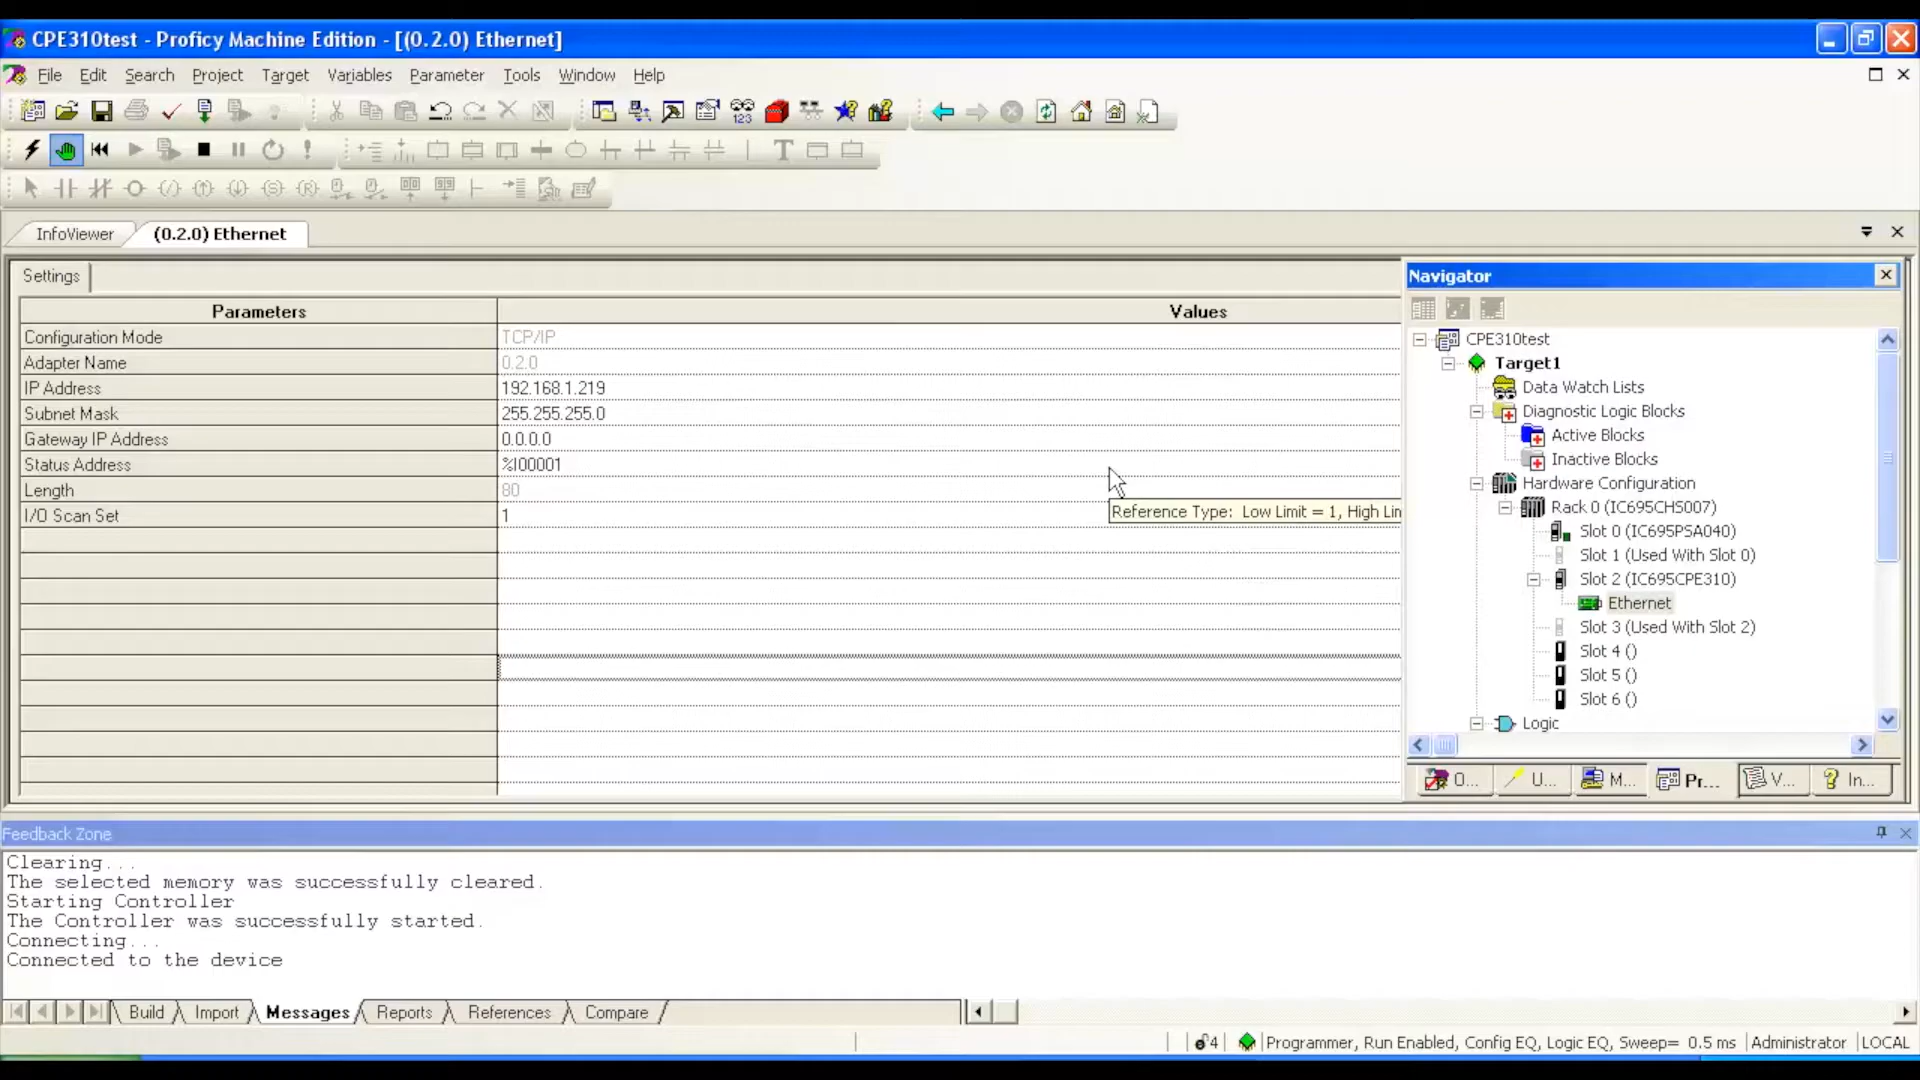 CPE310test - Proficy Machine Edition - [(0.2.0) Ethernet]
File Edit Search Project Target Variables Parameter Tools Window Help
InfoViewer (0.2.0) Ethernet
Settings
Parameters Values
Configuration Mode TCP/IP
Adapter Name 0.2.0
IP Address 192.168.1.219
Subnet Mask 255.255.255.0
Gateway IP Address 0.0.0.0
Status Address %I00001
Length 80
I/O Scan Set 1
Reference Type: Low Limit = 1, High Lin
Navigator
CPE310test
Target1
Data Watch Lists
Diagnostic Logic Blocks
Active Blocks
Inactive Blocks
Hardware Configuration
Rack 0 (IC695CHS007)
Slot 0 (IC695PSA040)
Slot 1 (Used With Slot 0)
Slot 2 (IC695CPE310)
Ethernet
Slot 3 (Used With Slot 2)
Slot 4 ()
Slot 5 ()
Slot 6 ()
Logic
O... U... M... Pr... V... In...
Feedback Zone
Clearing...
The selected memory was successfully cleared.
Starting Controller
The Controller was successfully started.
Connecting...
Connected to the device
Build Import Messages Reports References Compare
4 Programmer, Run Enabled, Config EQ, Logic EQ, Sweep= 0.5 ms Administrator LOCAL